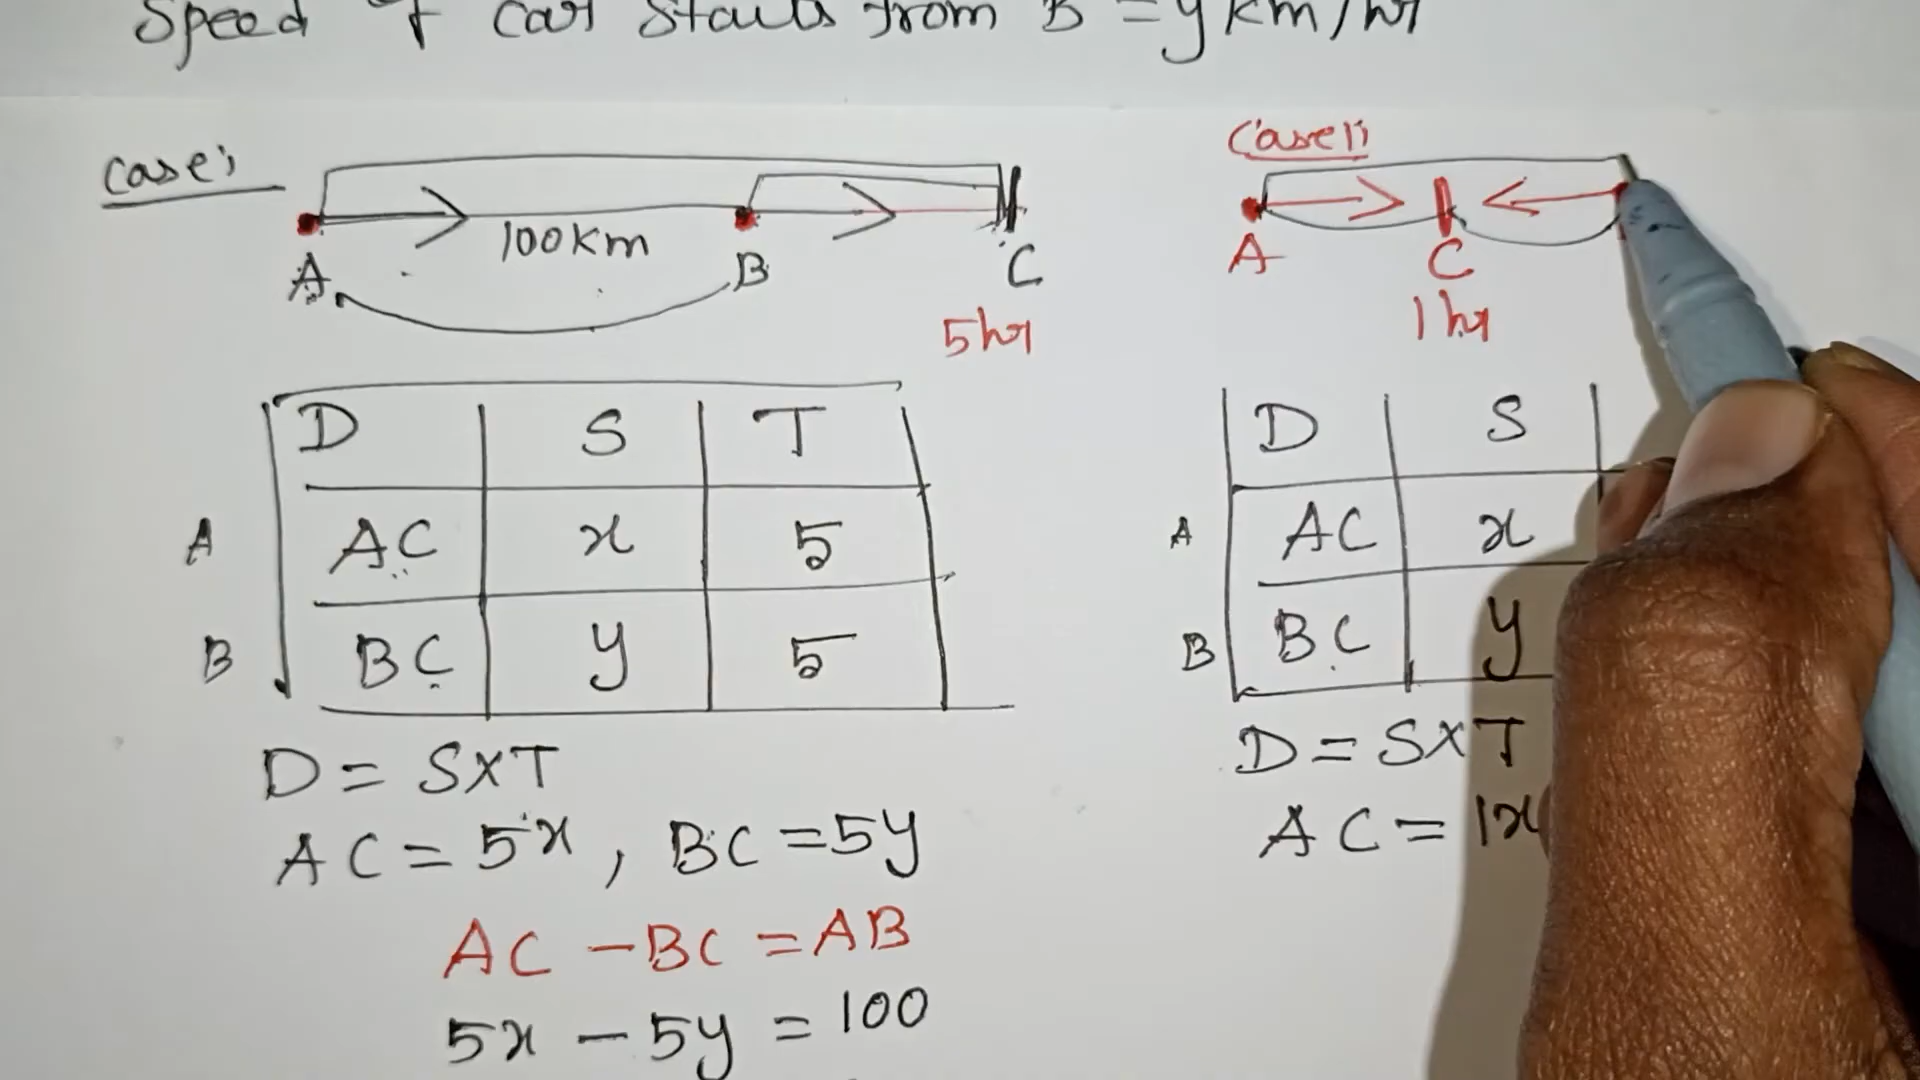 Speed of car starts from B = y km/hr
Case i
100km
A B C
5hr
D S T
A AC x 5
B BC y 5
D = S×T
AC = 5x , BC = 5y
AC - BC = AB
5x - 5y = 100
Case ii
A C
1hr
D S
A AC x
B BC y
D = S×T
AC = 1x